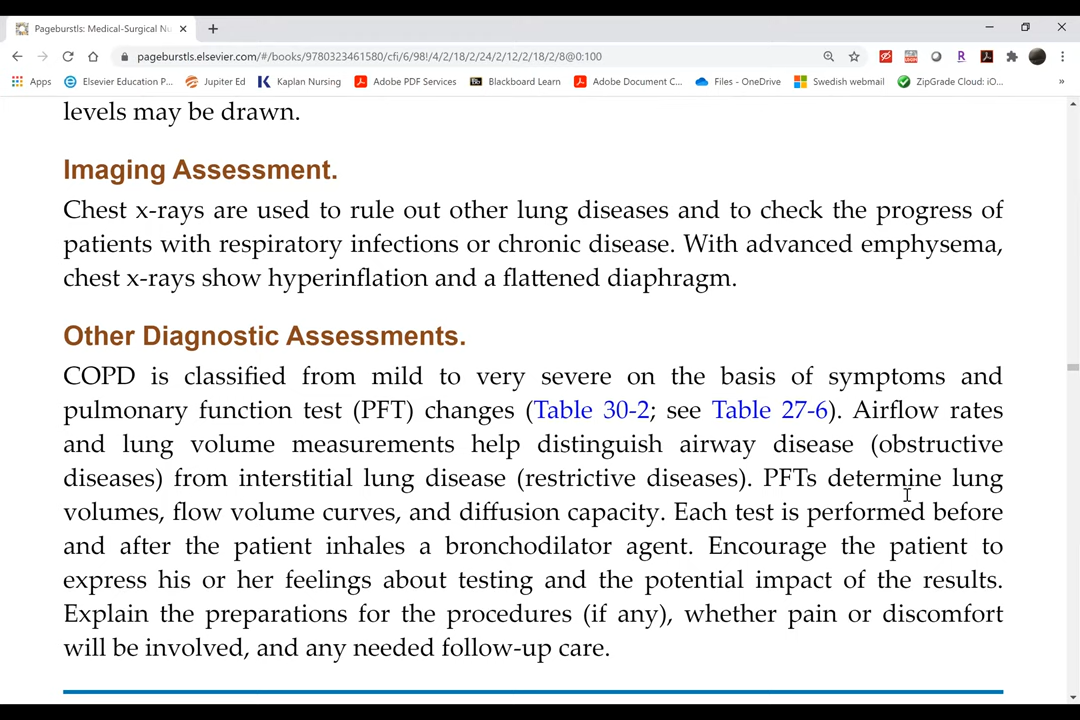 Pageburstls: Medical-Surgical Nu
pageburstls.elsevier.com/#/books/9780323461580/cfi/6/98!/4/2/18/2/24/2/12/2/18/2/8@0:100
Apps Elsevier Education P... Jupiter Ed Kaplan Nursing Adobe PDF Services Blackboard Learn Adobe Document C... Files - OneDrive Swedish webmail ZipGrade Cloud: iO... »
levels may be drawn.
Imaging Assessment.
Chest x-rays are used to rule out other lung diseases and to check the progress of
patients with respiratory infections or chronic disease. With advanced emphysema,
chest x-rays show hyperinflation and a flattened diaphragm.
Other Diagnostic Assessments.
COPD is classified from mild to very severe on the basis of symptoms and
pulmonary function test (PFT) changes (Table 30-2; see Table 27-6). Airflow rates
and lung volume measurements help distinguish airway disease (obstructive
diseases) from interstitial lung disease (restrictive diseases). PFTs determine lung
volumes, flow volume curves, and diffusion capacity. Each test is performed before
and after the patient inhales a bronchodilator agent. Encourage the patient to
express his or her feelings about testing and the potential impact of the results.
Explain the preparations for the procedures (if any), whether pain or discomfort
will be involved, and any needed follow-up care.